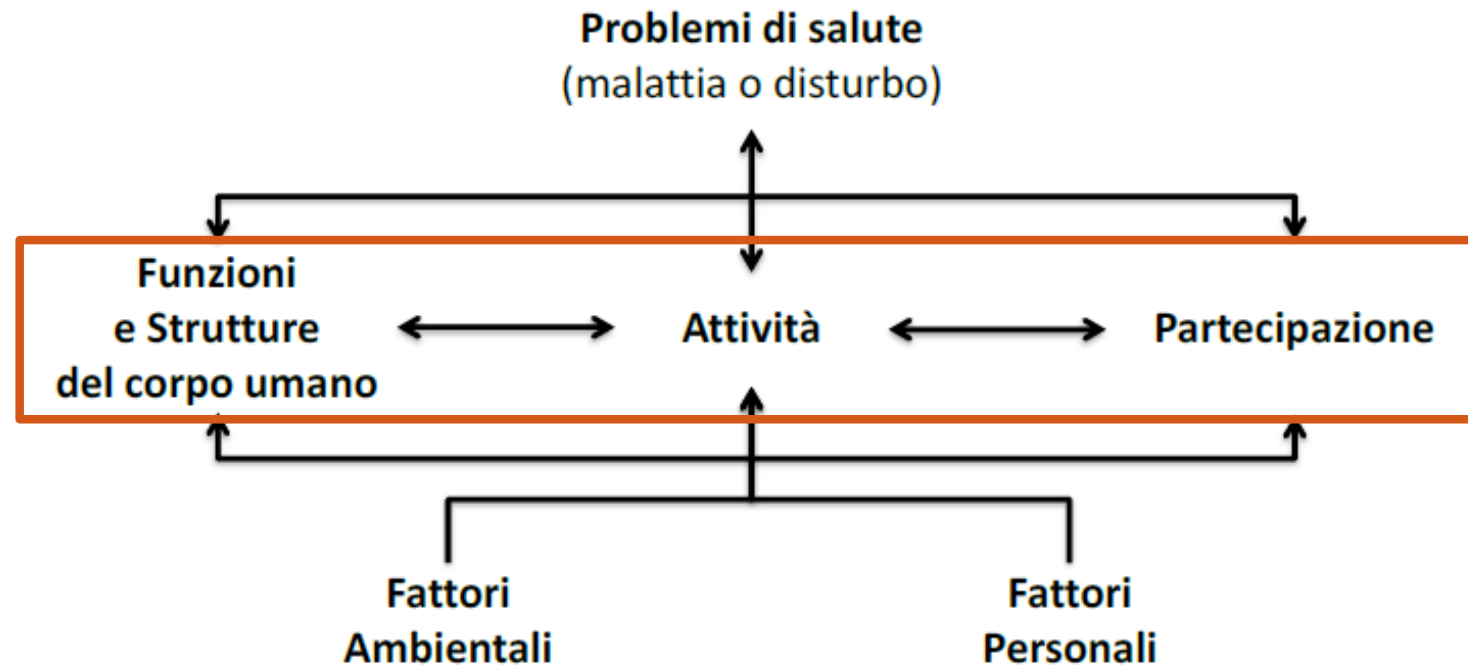 Problemi di salute
(malattia o disturbo)
Funzioni
e Strutture
del corpo umano
Attività
Partecipazione
Fattori
Ambientali
Fattori
Personali